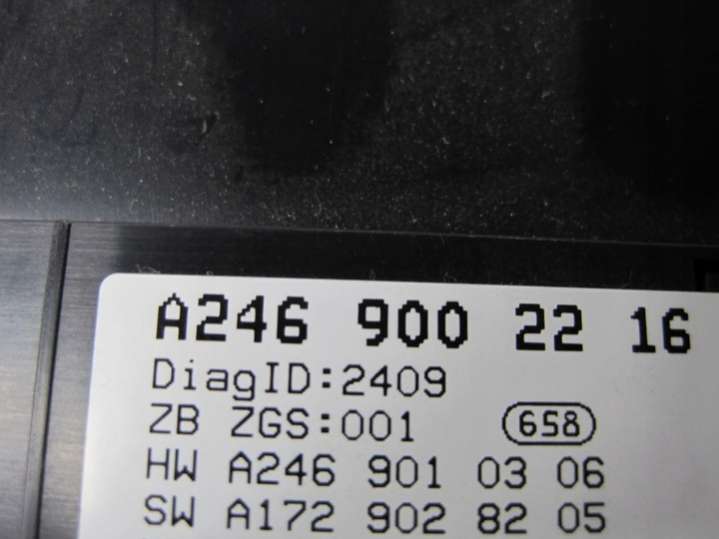 A246 900 22 16
DiagID:2409
ZB ZGS:001 658
HW A246 901 03 06
SW A172 902 82 05